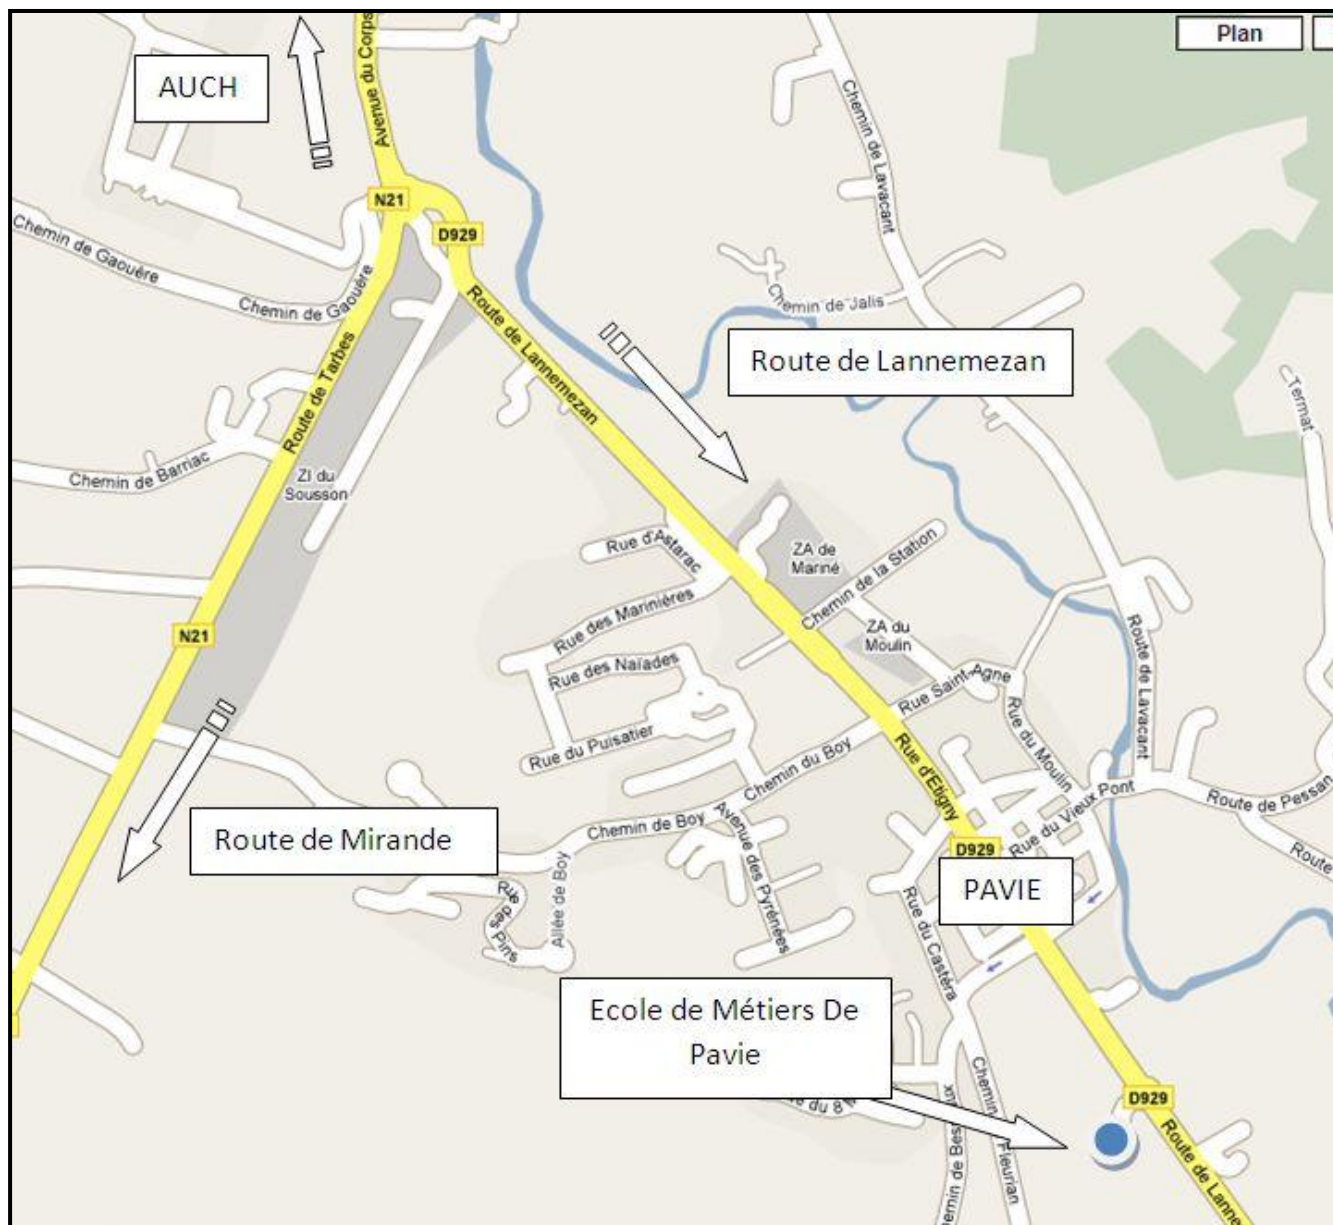 Plan
AUCH
Avenue du Corps
Chemin de Lavacant
N21
D929
Chemin de Gaouère
Chemin de Gaouère
Chemin de Jalis
Route de Lannemezan
Route de Lannemezan
Route de Tarbes
Termat
Chemin de Barriac
ZI du
Sousson
Rue d'Astarac
ZA de
Mariné
Chemin de la Station
Rue des Marinières
ZA du
Moulin
N21
Rue des Naïades
Rue Saint-Agne
Route de Lavacant
Rue du Puisatier
Chemin du Boy
Rue d'Etigny
Rue du Moulin
Rue du Vieux Pont
Route de Pessan
Route de Mirande
Chemin de Boy
Avenue des Pyrénées
D929
Route
PAVIE
Rue des Pins
Allée de Boy
Rue du Castéra
Ecole de Métiers De
Pavie
du 8
D929
Route de Lanne